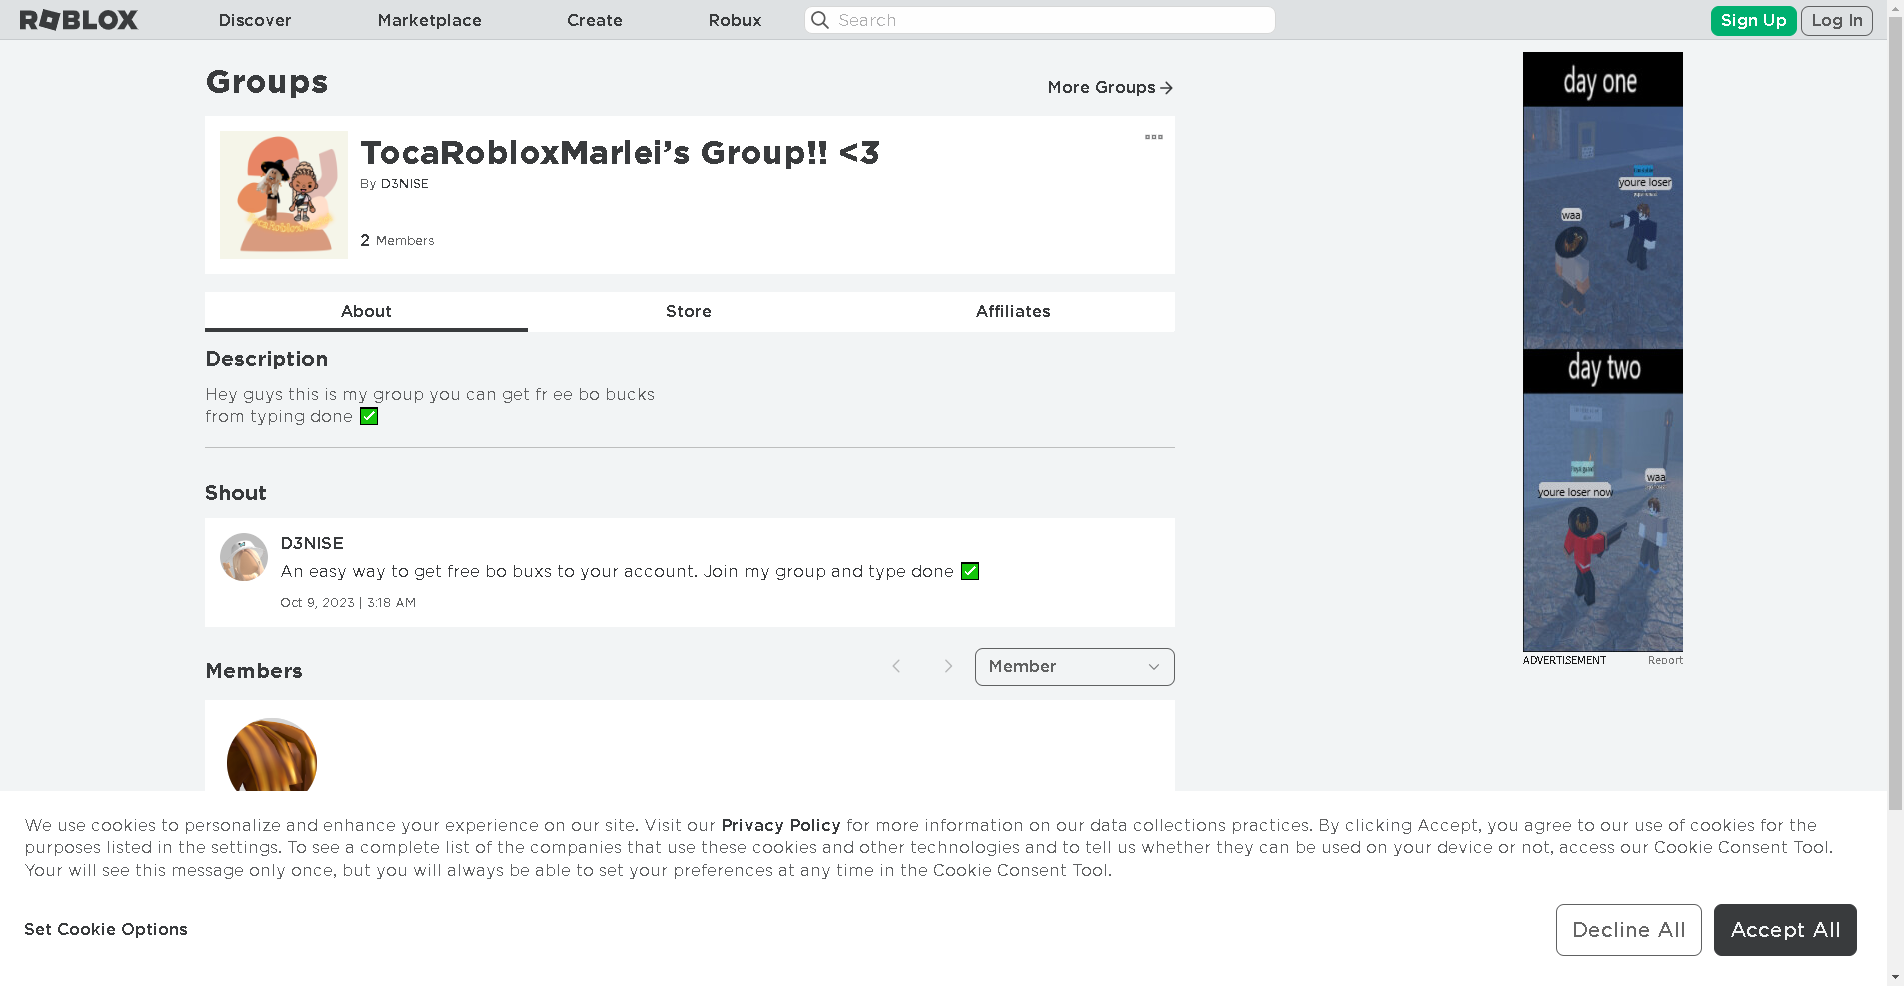 ROBLOX Discover Marketplace Create Robux Search Sign Up Log In
Groups
More Groups
TocaRobloxMarlei’s Group!! <3
By D3NISE
2 Members
About Store Affiliates
Description
Hey guys this is my group you can get fr ee bo bucks
from typing done ✅
Shout
D3NISE
An easy way to get free bo buxs to your account. Join my group and type done ✅
Oct 9, 2023 | 3:18 AM
Members
Member
day one
youre loser
waa
day two
waa
youre loser now
ADVERTISEMENT Report
We use cookies to personalize and enhance your experience on our site. Visit our Privacy Policy for more information on our data collections practices. By clicking Accept, you agree to our use of cookies for the
purposes listed in the settings. To see a complete list of the companies that use these cookies and other technologies and to tell us whether they can be used on your device or not, access our Cookie Consent Tool.
Your will see this message only once, but you will always be able to set your preferences at any time in the Cookie Consent Tool.
Set Cookie Options
Decline All
Accept All